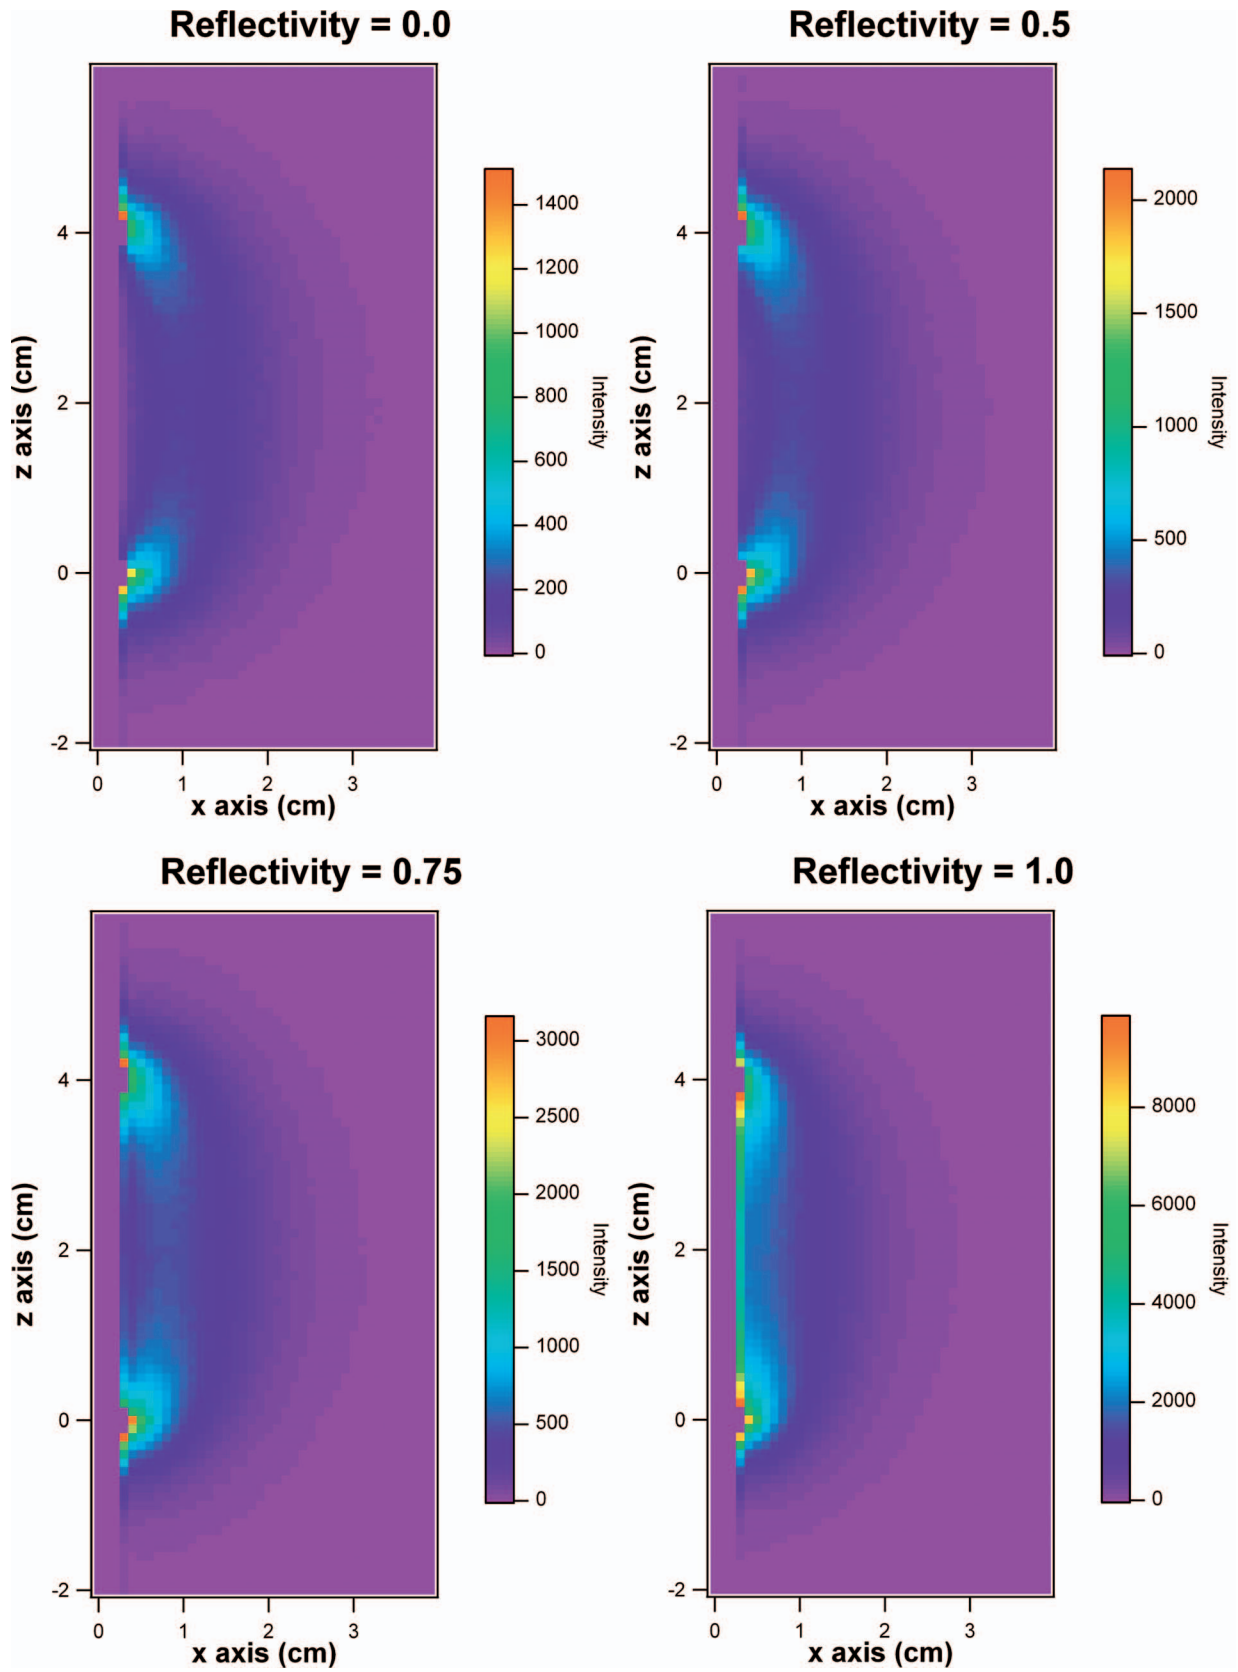 Reflectivity = 0.0
Reflectivity = 0.5
1400
1200
1000
800
600
400
200
0
Intensity
4
2
0
-2
z axis (cm)
0 1 2 3
x axis (cm)
2000
1500
1000
500
0
Intensity
4
2
0
-2
z axis (cm)
0 1 2 3
x axis (cm)
Reflectivity = 0.75
Reflectivity = 1.0
3000
2500
2000
1500
1000
500
0
Intensity
4
2
0
-2
z axis (cm)
0 1 2 3
x axis (cm)
8000
6000
4000
2000
0
Intensity
4
2
0
-2
z axis (cm)
0 1 2 3
x axis (cm)